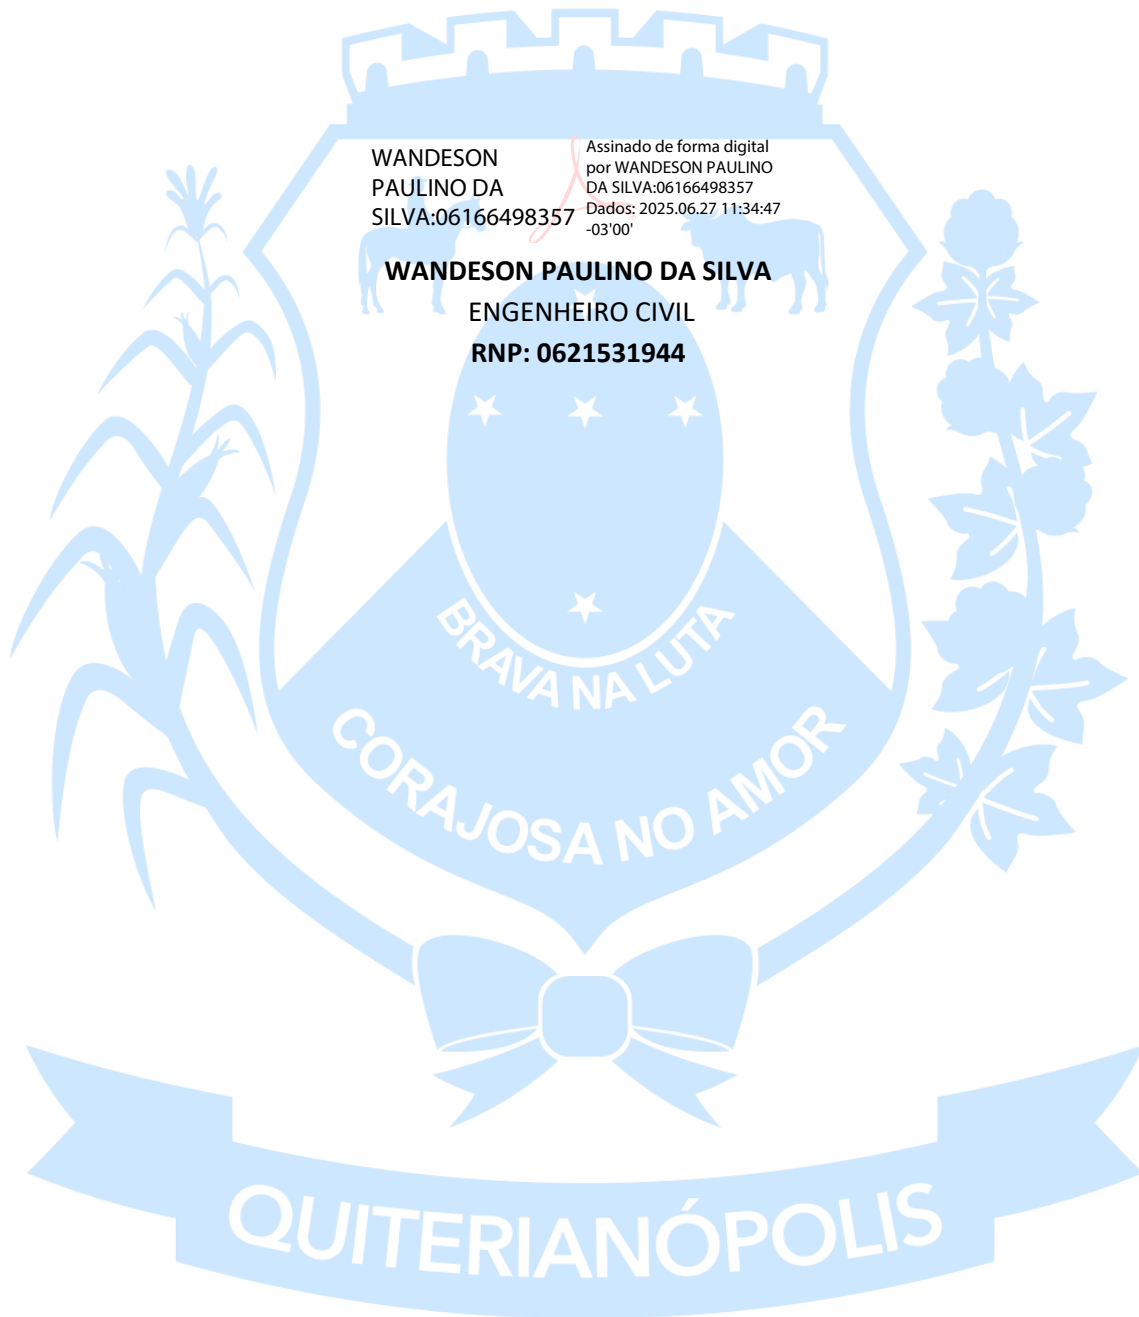 WANDESON
PAULINO DA
SILVA:06166498357
Assinado de forma digital
por WANDESON PAULINO
DA SILVA:06166498357
Dados: 2025.06.27 11:34:47
-03'00'
WANDESON PAULINO DA SILVA
ENGENHEIRO CIVIL
RNP: 0621531944
BRAVA NA LUTA
CORAJOSA NO AMOR
QUITERIANÓPOLIS